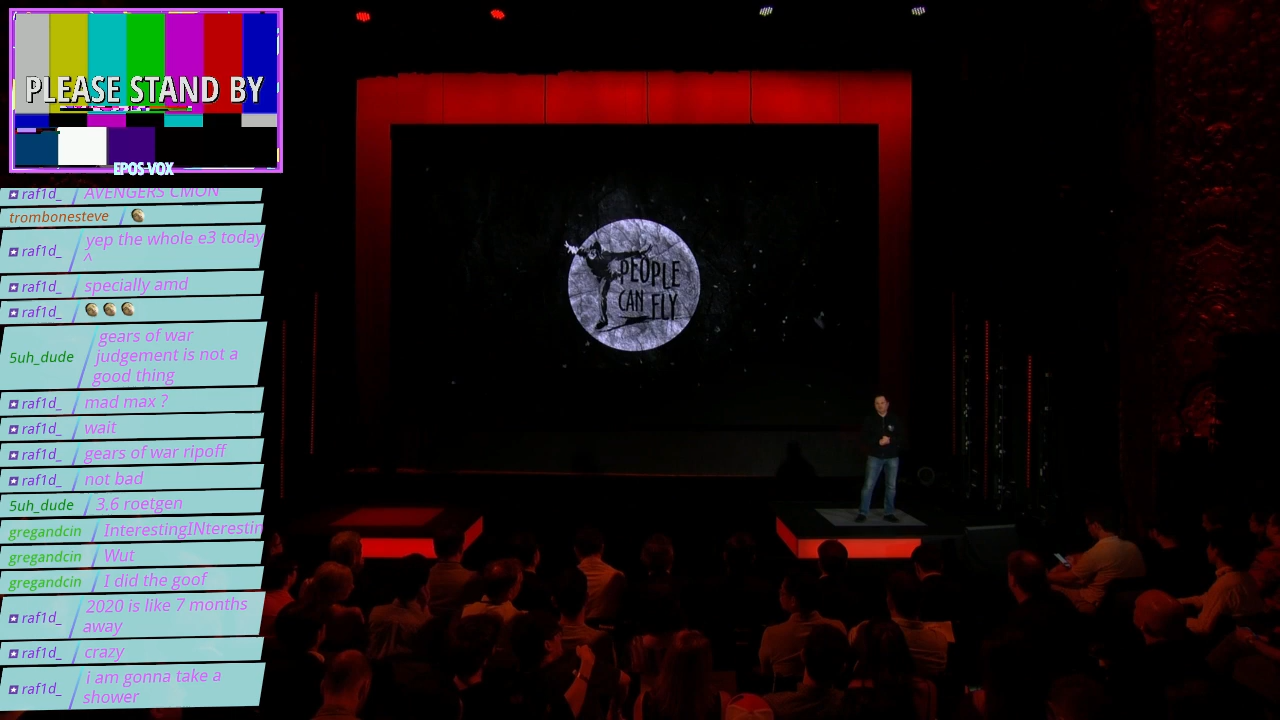 PLEASE STAND BY
EPOS VOX
raf1d_ / AVENGERS CMON
trombonesteve /
raf1d_ / yep the whole e3 today
^
raf1d_ / specially amd
raf1d_ /
5uh_dude / gears of war
judgement is not a
good thing
raf1d_ / mad max ?
raf1d_ / wait
raf1d_ / gears of war ripoff
raf1d_ / not bad
5uh_dude / 3.6 roetgen
gregandcin / InterestingINterestin
gregandcin / Wut
gregandcin / I did the goof
raf1d_ / 2020 is like 7 months
away
raf1d_ / crazy
raf1d_ / i am gonna take a
shower
PEOPLE
CAN FLY